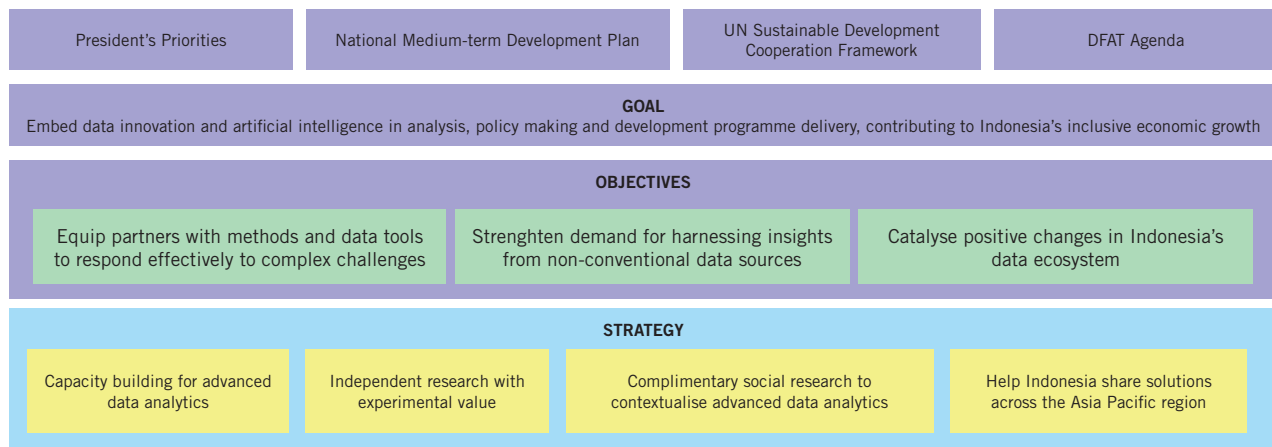 President’s Priorities
National Medium-term Development Plan
UN Sustainable Development
Cooperation Framework
DFAT Agenda
GOAL
Embed data innovation and artificial intelligence in analysis, policy making and development programme delivery, contributing to Indonesia’s inclusive economic growth
OBJECTIVES
Equip partners with methods and data tools
to respond effectively to complex challenges
Strenghten demand for harnessing insights
from non-conventional data sources
Catalyse positive changes in Indonesia’s
data ecosystem
STRATEGY
Capacity building for advanced
data analytics
Independent research with
experimental value
Complimentary social research to
contextualise advanced data analytics
Help Indonesia share solutions
across the Asia Pacific region